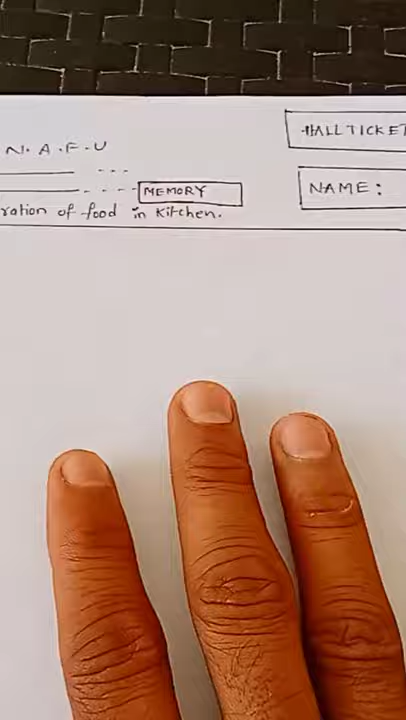 N.A.F.U
HALL TICKET
MEMORY
NAME:
ration of food in Kitchen.